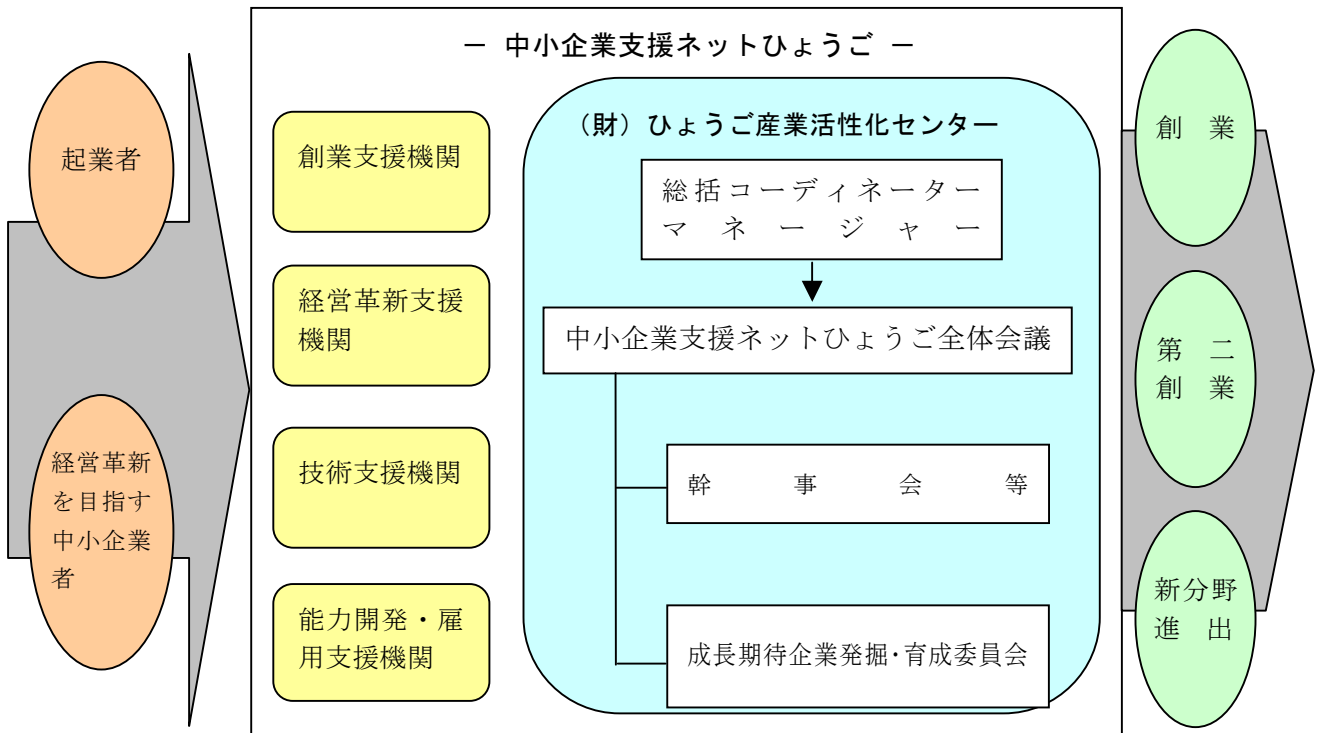 － 中小企業支援ネットひょうご －
起業者
経営革新
を目指す
中小企業
者
創業支援機関
経営革新支援
機関
技術支援機関
能力開発・雇
用支援機関
（財）ひょうご産業活性化センター
総括コーディネーター
マネージャー
中小企業支援ネットひょうご全体会議
幹事会等
成長期待企業発掘・育成委員会
創業
第二
創業
新分野
進出